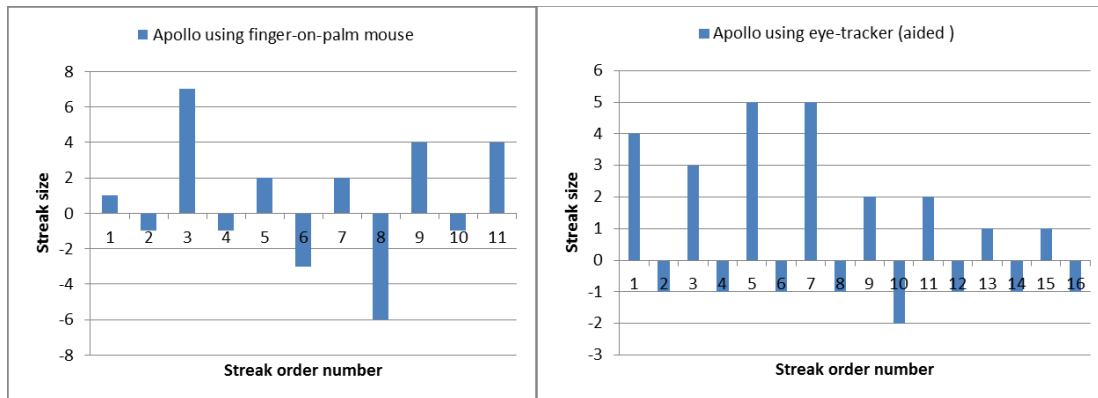 Apollo using finger-on-palm mouse
8
6
4
2
0
-2
-4
-6
-8
Streak size
1 2 3 4 5 6 7 8 9 10 11
Streak order number
Apollo using eye-tracker (aided )
6
5
4
3
2
1
0
-1
-2
-3
Streak size
1 2 3 4 5 6 7 8 9 10 11 12 13 14 15 16
Streak order number